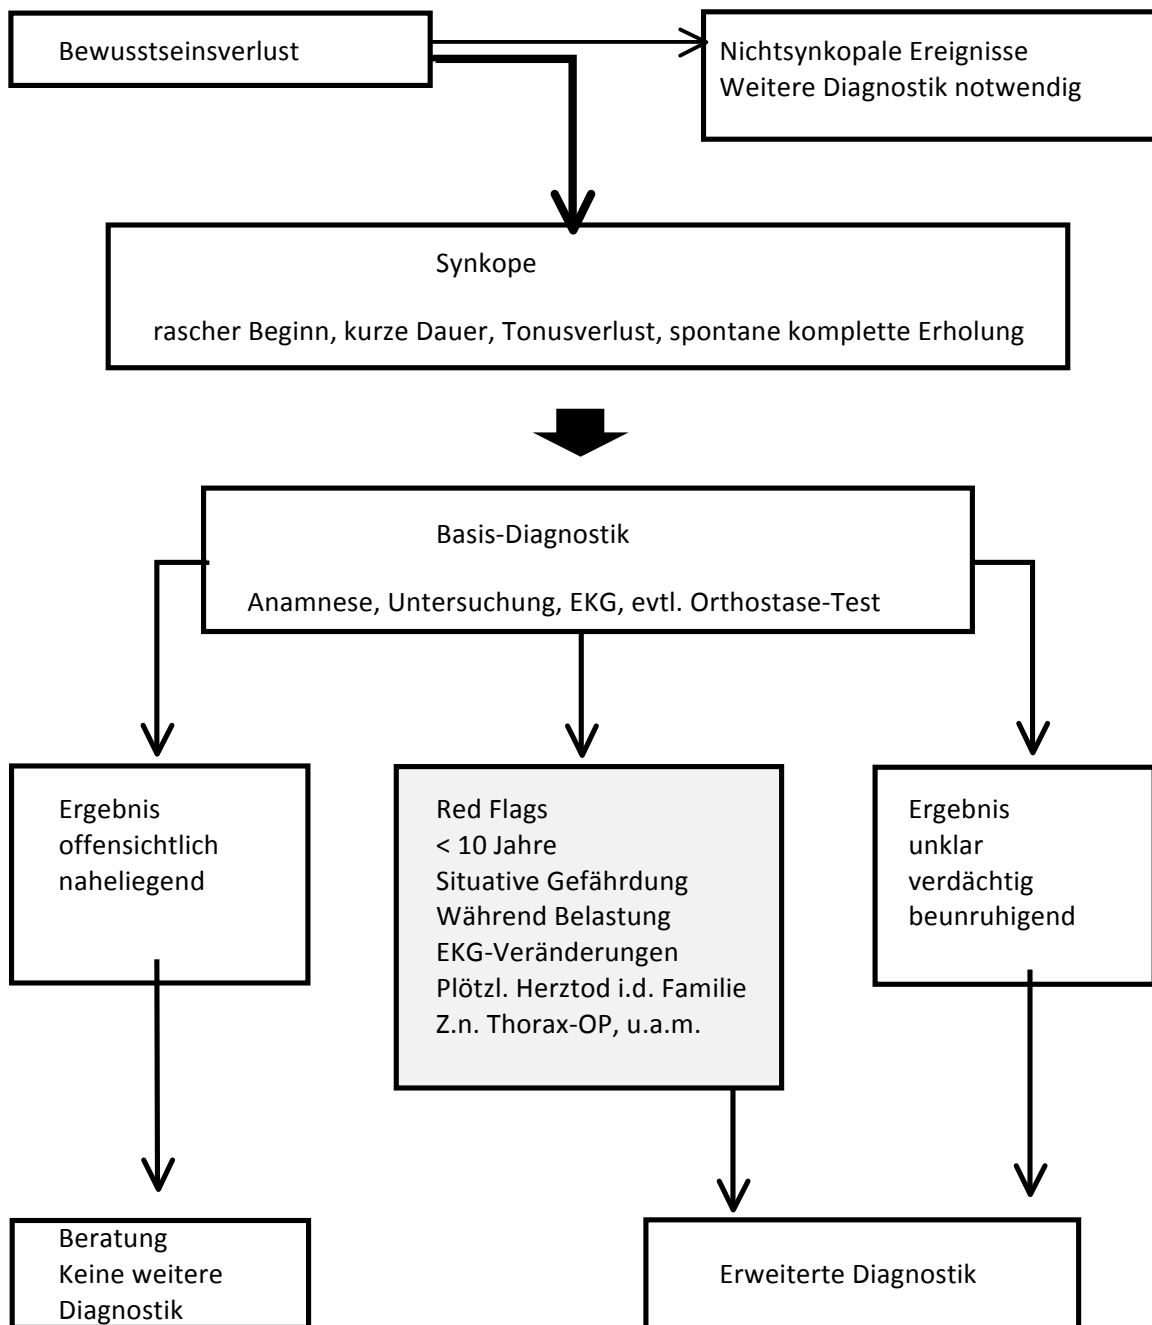 Bewusstseinsverlust
Nichtsynkopale Ereignisse
Weitere Diagnostik notwendig
Synkope
rascher Beginn, kurze Dauer, Tonusverlust, spontane komplette Erholung
Basis-Diagnostik
Anamnese, Untersuchung, EKG, evtl. Orthostase-Test
Ergebnis
offensichtlich
naheliegend
Red Flags
< 10 Jahre
Situative Gefährdung
Während Belastung
EKG-Veränderungen
Plötzl. Herztod i.d. Familie
Z.n. Thorax-OP, u.a.m.
Ergebnis
unklar
verdächtig
beunruhigend
Beratung
Keine weitere
Diagnostik
Erweiterte Diagnostik